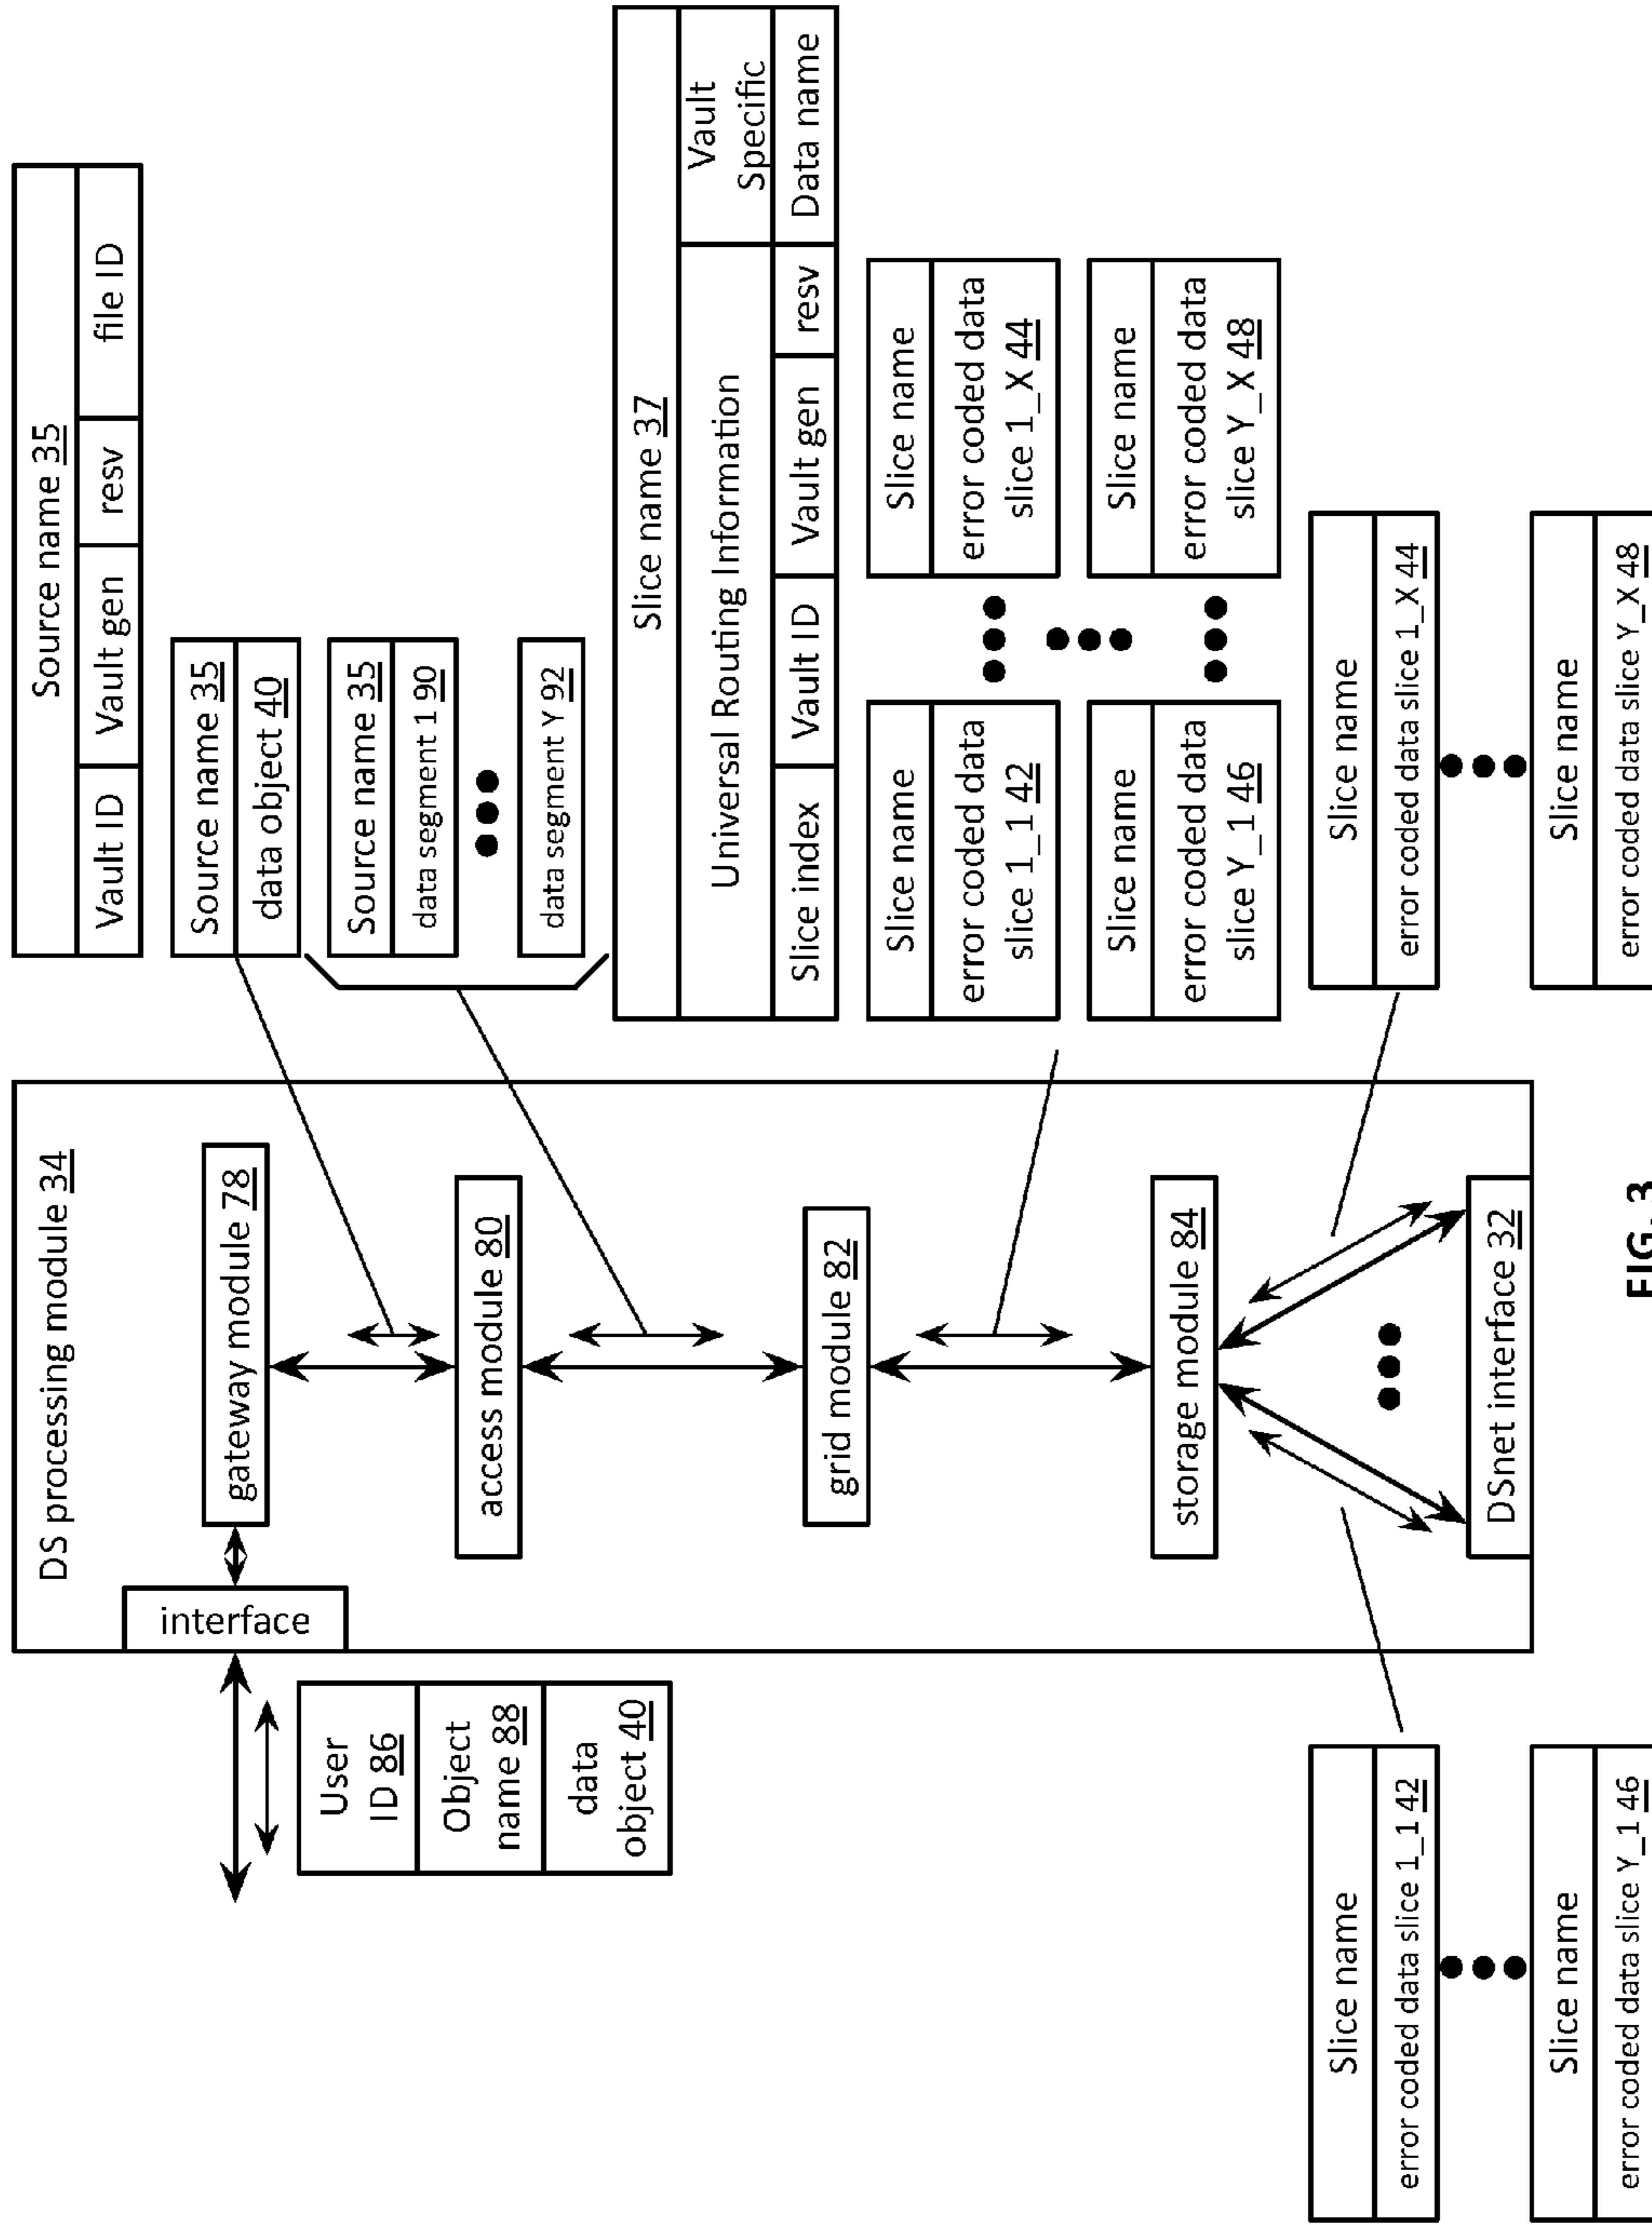 DS processing module 34
interface
gateway module 78
access module 80
grid module 82
storage module 84
DSnet interface 32
User
ID 86
Object
name 88
data
object 40
Source name 35
Vault ID
Vault gen
resv
file ID
Source name 35
data object 40
Source name 35
data segment 1 90
data segment Y 92
Slice name 37
Universal Routing Information
Vault
Specific
Slice index
Vault ID
Vault gen
resv
Data name
Slice name
error coded data
slice 1_1 42
Slice name
error coded data
slice 1_X 44
Slice name
error coded data
slice Y_1 46
Slice name
error coded data
slice Y_X 48
Slice name
error coded data slice 1_1 42
Slice name
error coded data slice Y_1 46
Slice name
error coded data slice 1_X 44
Slice name
error coded data slice Y_X 48
FIG. 3